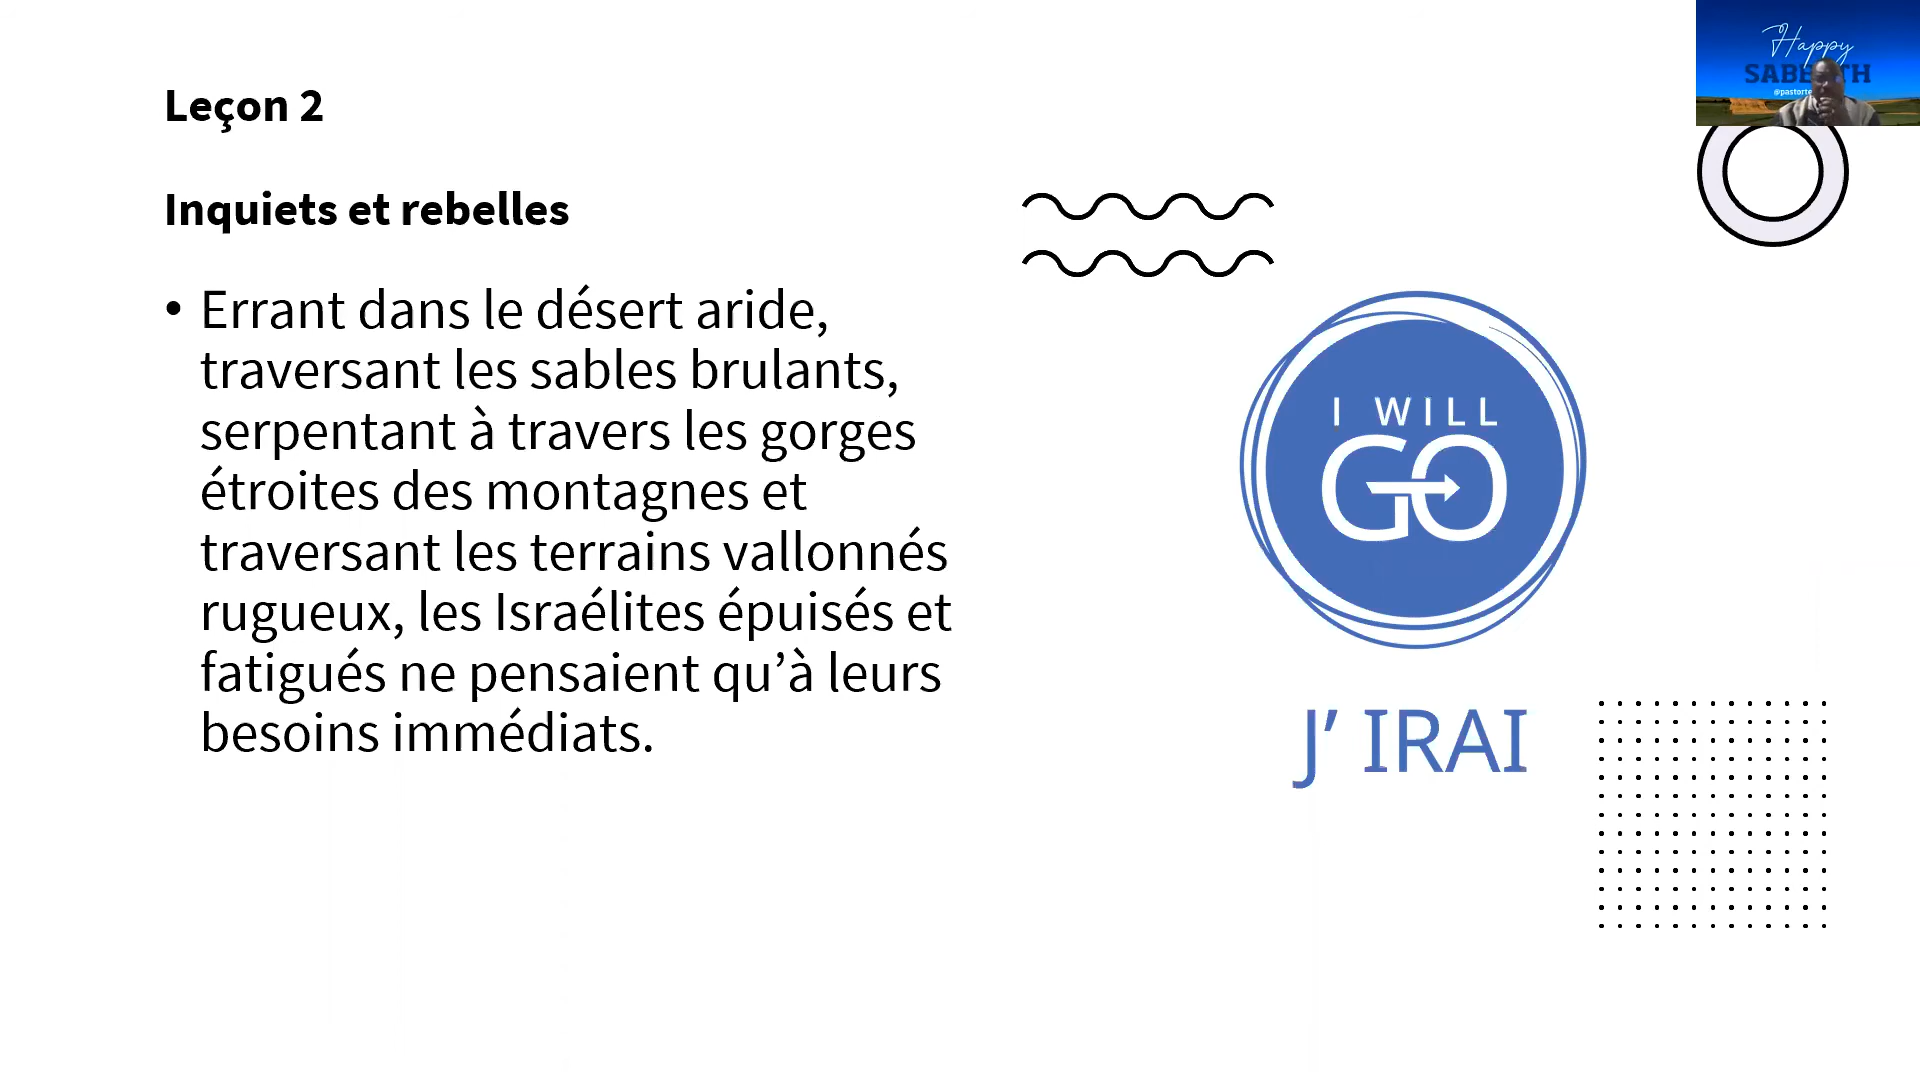 Leçon 2
Inquiets et rebelles
• Errant dans le désert aride,
traversant les sables brulants,
serpentant à travers les gorges
étroites des montagnes et
traversant les terrains vallonnés
rugueux, les Israélites épuisés et
fatigués ne pensaient qu’à leurs
besoins immédiats.
I WILL
GO
J’ IRAI
Happy